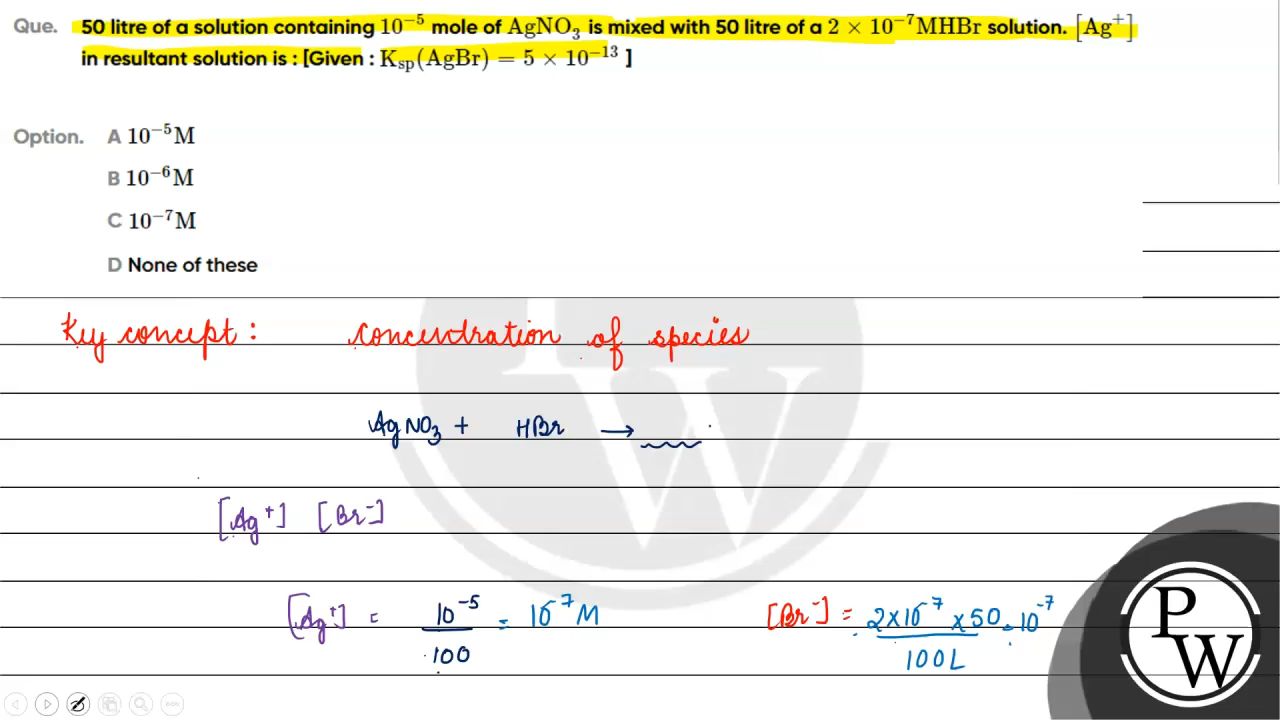 Que. 50 litre of a solution containing 10⁻⁵ mole of AgNO₃ is mixed with 50 litre of a 2 × 10⁻⁷MHBr solution. [Ag⁺]
in resultant solution is : [Given : Kₛₚ(AgBr) = 5 × 10⁻¹³ ]
Option. A 10⁻⁵M
B 10⁻⁶M
C 10⁻⁷M
D None of these
Key concept : concentration of species
AgNO₃ + HBr →
[Ag⁺] [Br⁻]
[Ag⁺] = 10⁻⁵/100 = 10⁻⁷M [Br⁻] = 2×10⁻⁷ × 50/100L = 10⁻⁷
P
W